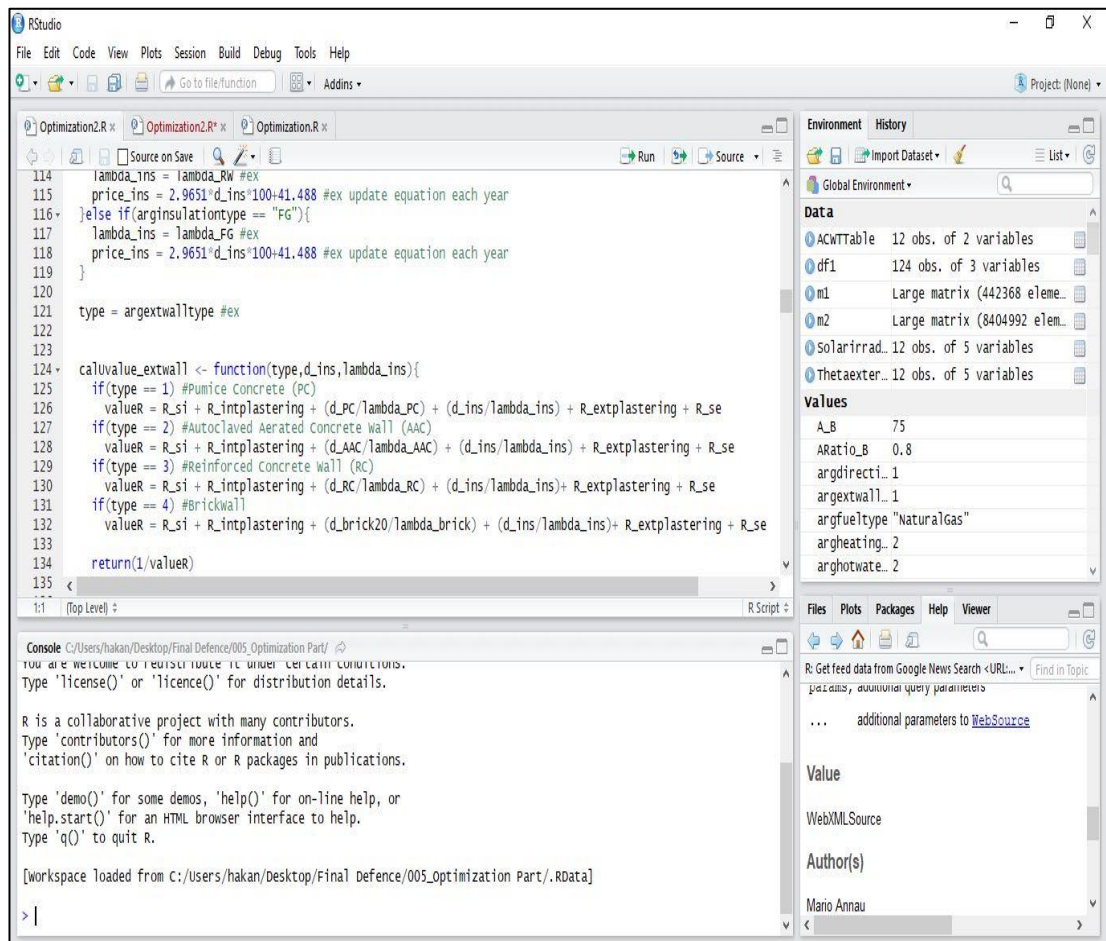 RStudio
File Edit Code View Plots Session Build Debug Tools Help
Go to file/function Addins Project: (None)
Optimization2.R Optimization2.R* Optimization.R
Source on Save Run Source
114 lambda_ins = lambda_RW #ex
115 price_ins = 2.9651*d_ins*100+41.488 #ex update equation each year
116 }else if(arginsulationtype == "FG"){
117 lambda_ins = lambda_FG #ex
118 price_ins = 2.9651*d_ins*100+41.488 #ex update equation each year
119 }
120
121 type = argextwalltype #ex
122
123
124 calUvalue_extwall <- function(type,d_ins,lambda_ins){
125 if(type == 1) #Pumice Concrete (PC)
126 valueR = R_si + R_intplastering + (d_PC/lambda_PC) + (d_ins/lambda_ins) + R_extplastering + R_se
127 if(type == 2) #Autoclaved Aerated Concrete Wall (AAC)
128 valueR = R_si + R_intplastering + (d_AAC/lambda_AAC) + (d_ins/lambda_ins) + R_extplastering + R_se
129 if(type == 3) #Reinforced Concrete Wall (RC)
130 valueR = R_si + R_intplastering + (d_RC/lambda_RC) + (d_ins/lambda_ins)+ R_extplastering + R_se
131 if(type == 4) #BrickWall
132 valueR = R_si + R_intplastering + (d_brick20/lambda_brick) + (d_ins/lambda_ins)+ R_extplastering + R_se
133
134 return(1/valueR)
135
1:1 (Top Level) R Script
Console C:/Users/hakan/Desktop/Final Defence/005_Optimization Part/
You are welcome to redistribute it under certain conditions.
Type 'license()' or 'licence()' for distribution details.
R is a collaborative project with many contributors.
Type 'contributors()' for more information and
'citation()' on how to cite R or R packages in publications.
Type 'demo()' for some demos, 'help()' for on-line help, or
'help.start()' for an HTML browser interface to help.
Type 'q()' to quit R.
[Workspace loaded from C:/Users/hakan/Desktop/Final Defence/005_Optimization Part/.RData]
>
Environment History
Import Dataset List
Global Environment
Data
ACWTTable 12 obs. of 2 variables
df1 124 obs. of 3 variables
m1 Large matrix (442368 eleme…
m2 Large matrix (8404992 elem…
Solarirrad… 12 obs. of 5 variables
Thetaexter… 12 obs. of 5 variables
Values
A_B 75
ARatio_B 0.8
argdirecti… 1
argextwall… 1
argfueltype "NaturalGas"
argheating… 2
arghotwate… 2
Files Plots Packages Help Viewer
R: Get feed data from Google News Search <URL:... Find in Topic
params, additional query parameters
... additional parameters to WebSource
Value
WebXMLSource
Author(s)
Mario Annau